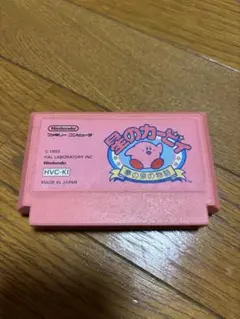 Nintendo
ファミリー コンピュータ
© 1993
HAL LABORATORY INC.
Nintendo
HVC-KI
MADE IN JAPAN
星のカービィ
夢の泉の物語